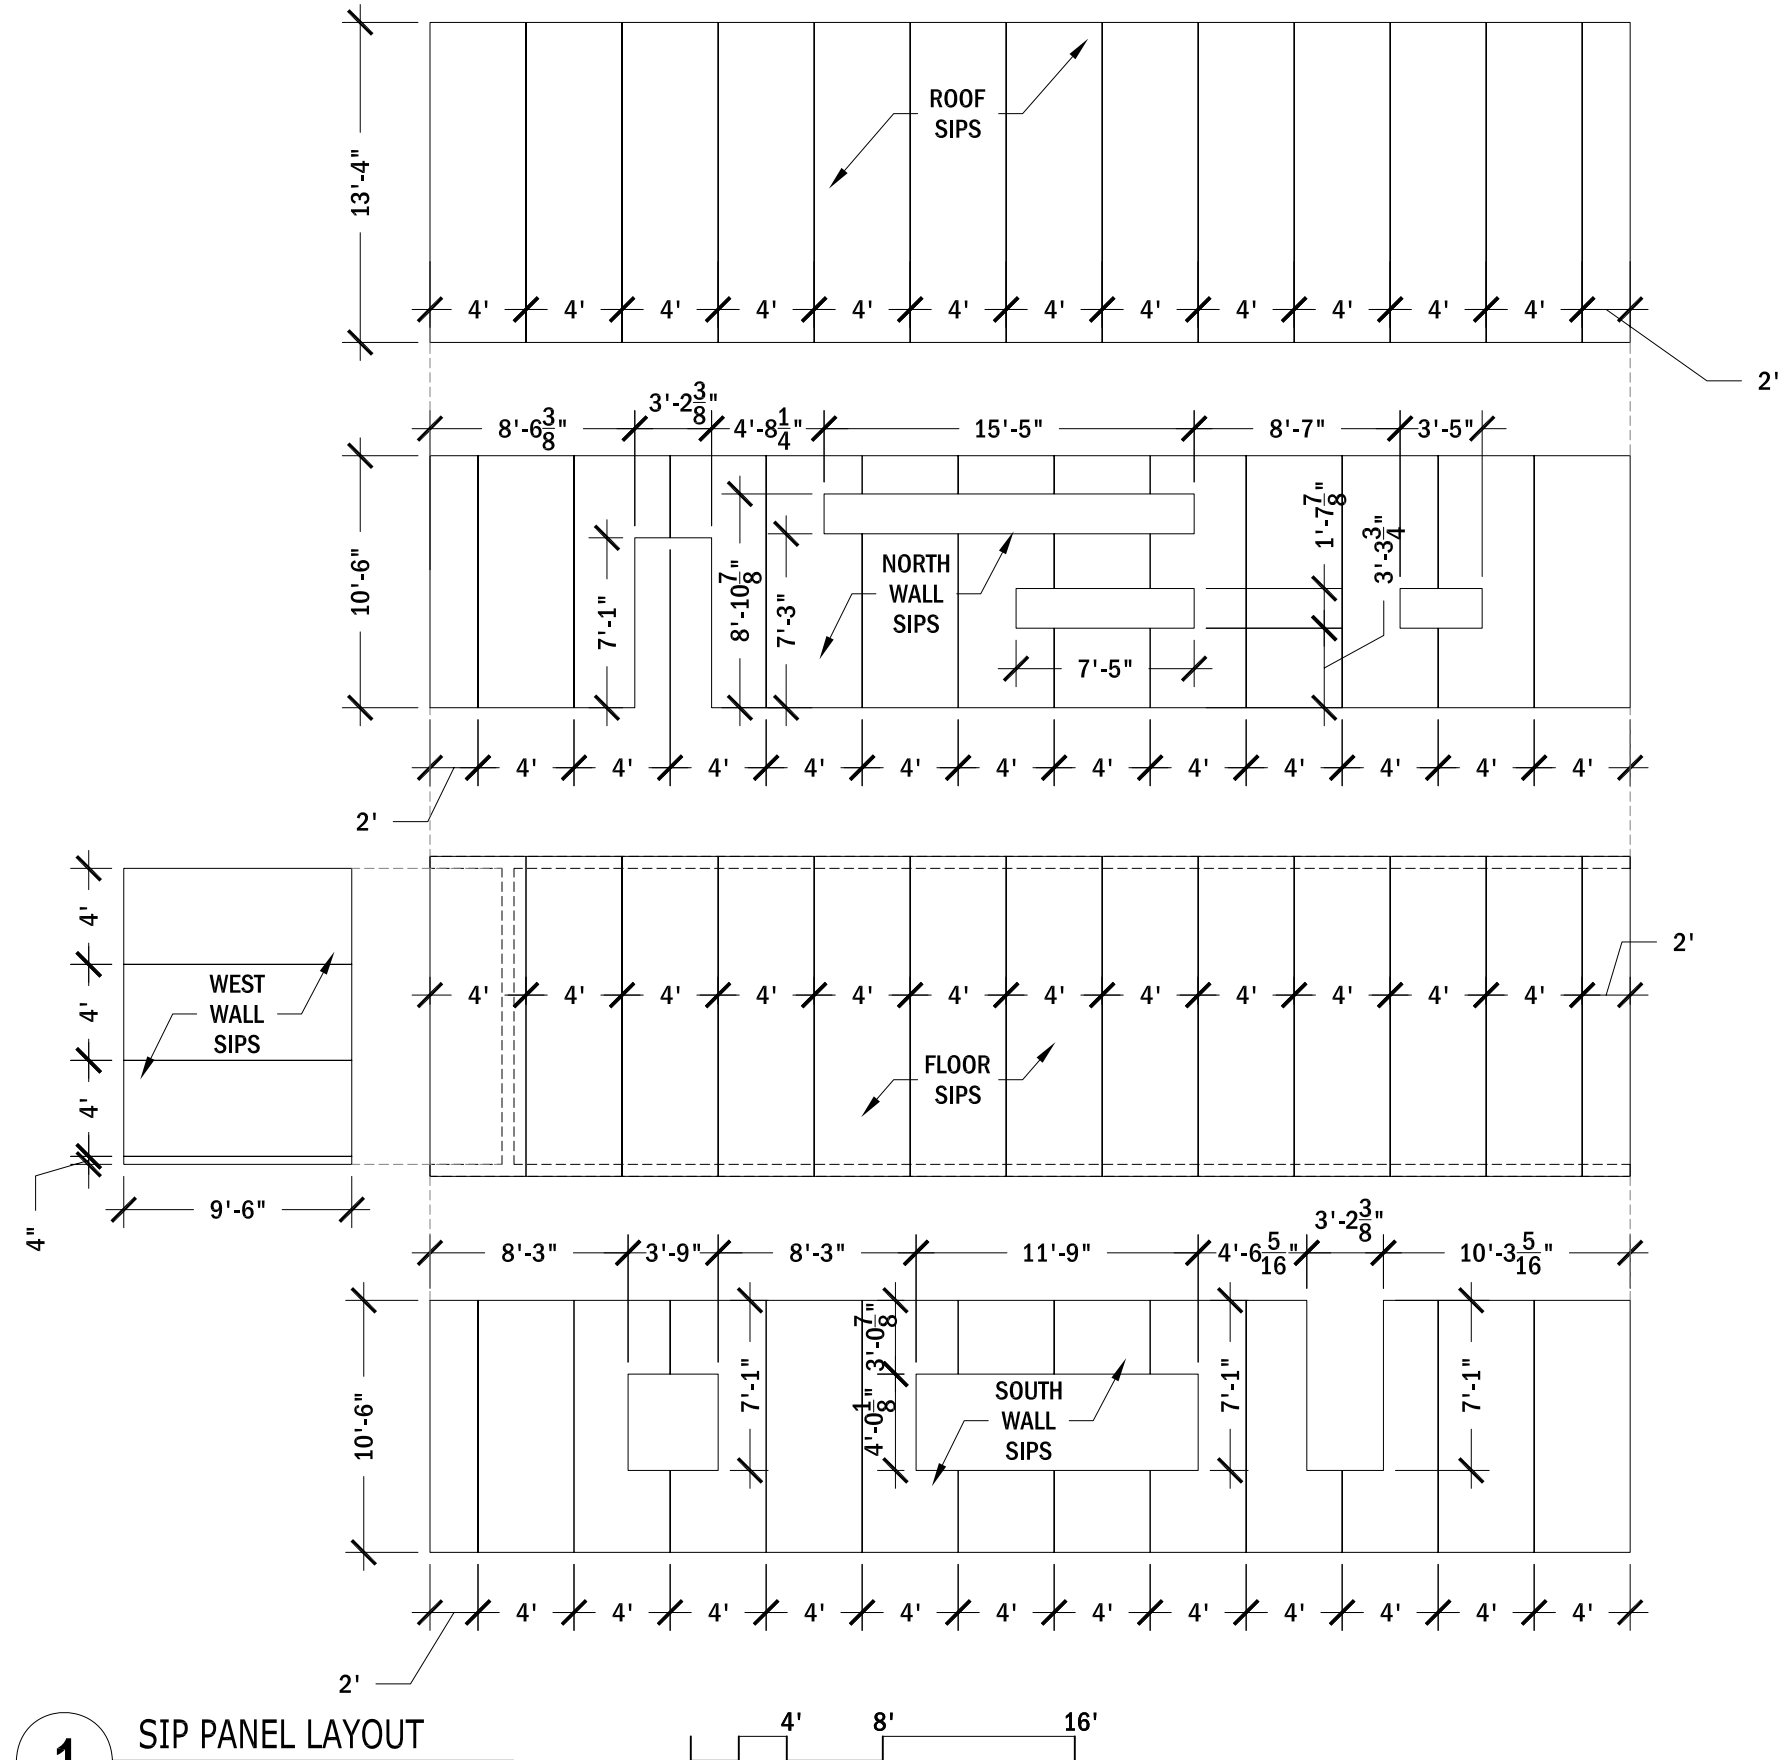 13'-4"
ROOF
SIPS
4' 4' 4' 4' 4' 4' 4' 4' 4' 4' 4' 4'
2'
8'-6 3/8" 3'-2 3/8" 4'-8 1/4" 15'-5" 8'-7" 3'-5"
10'-6"
7'-1"
8'-10 7/8"
7'-3"
NORTH
WALL
SIPS
7'-5"
1'-7 7/8"
3'-3 3/4"
4' 4' 4' 4' 4' 4' 4' 4' 4' 4' 4' 4'
2'
4'
4'
4'
4"
WEST
WALL
SIPS
9'-6"
4' 4' 4' 4' 4' 4' 4' 4' 4' 4' 4' 4'
2'
FLOOR
SIPS
8'-3" 3'-9" 8'-3" 11'-9" 4'-6 5/16" 3'-2 3/8" 10'-3 5/16"
10'-6"
7'-1"
3'-0 7/8"
4'-0 1/8"
SOUTH
WALL
SIPS
7'-1"
7'-1"
4' 4' 4' 4' 4' 4' 4' 4' 4' 4' 4' 4'
2'
1
SIP PANEL LAYOUT
4' 8' 16'